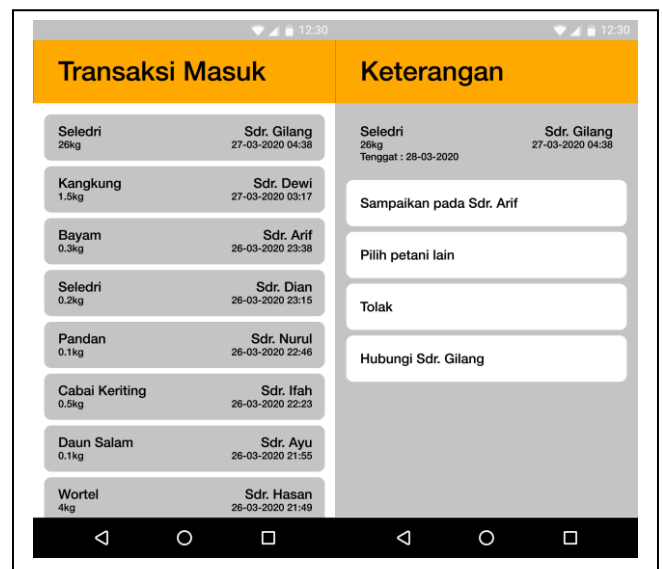 12:30
Transaksi Masuk
Seledri
Sdr. Gilang
26kg
27-03-2020 04:38
Kangkung
Sdr. Dewi
1.5kg
27-03-2020 03:17
Bayam
Sdr. Arif
0.3kg
26-03-2020 23:38
Seledri
Sdr. Dian
0.2kg
26-03-2020 23:15
Pandan
Sdr. Nurul
0.1kg
26-03-2020 22:46
Cabai Keriting
Sdr. Ifah
0.5kg
26-03-2020 22:23
Daun Salam
Sdr. Ayu
0.1kg
26-03-2020 21:55
Wortel
Sdr. Hasan
4kg
26-03-2020 21:49
12:30
Keterangan
Seledri
Sdr. Gilang
26kg
27-03-2020 04:38
Tenggat : 28-03-2020
Sampaikan pada Sdr. Arif
Pilih petani lain
Tolak
Hubungi Sdr. Gilang